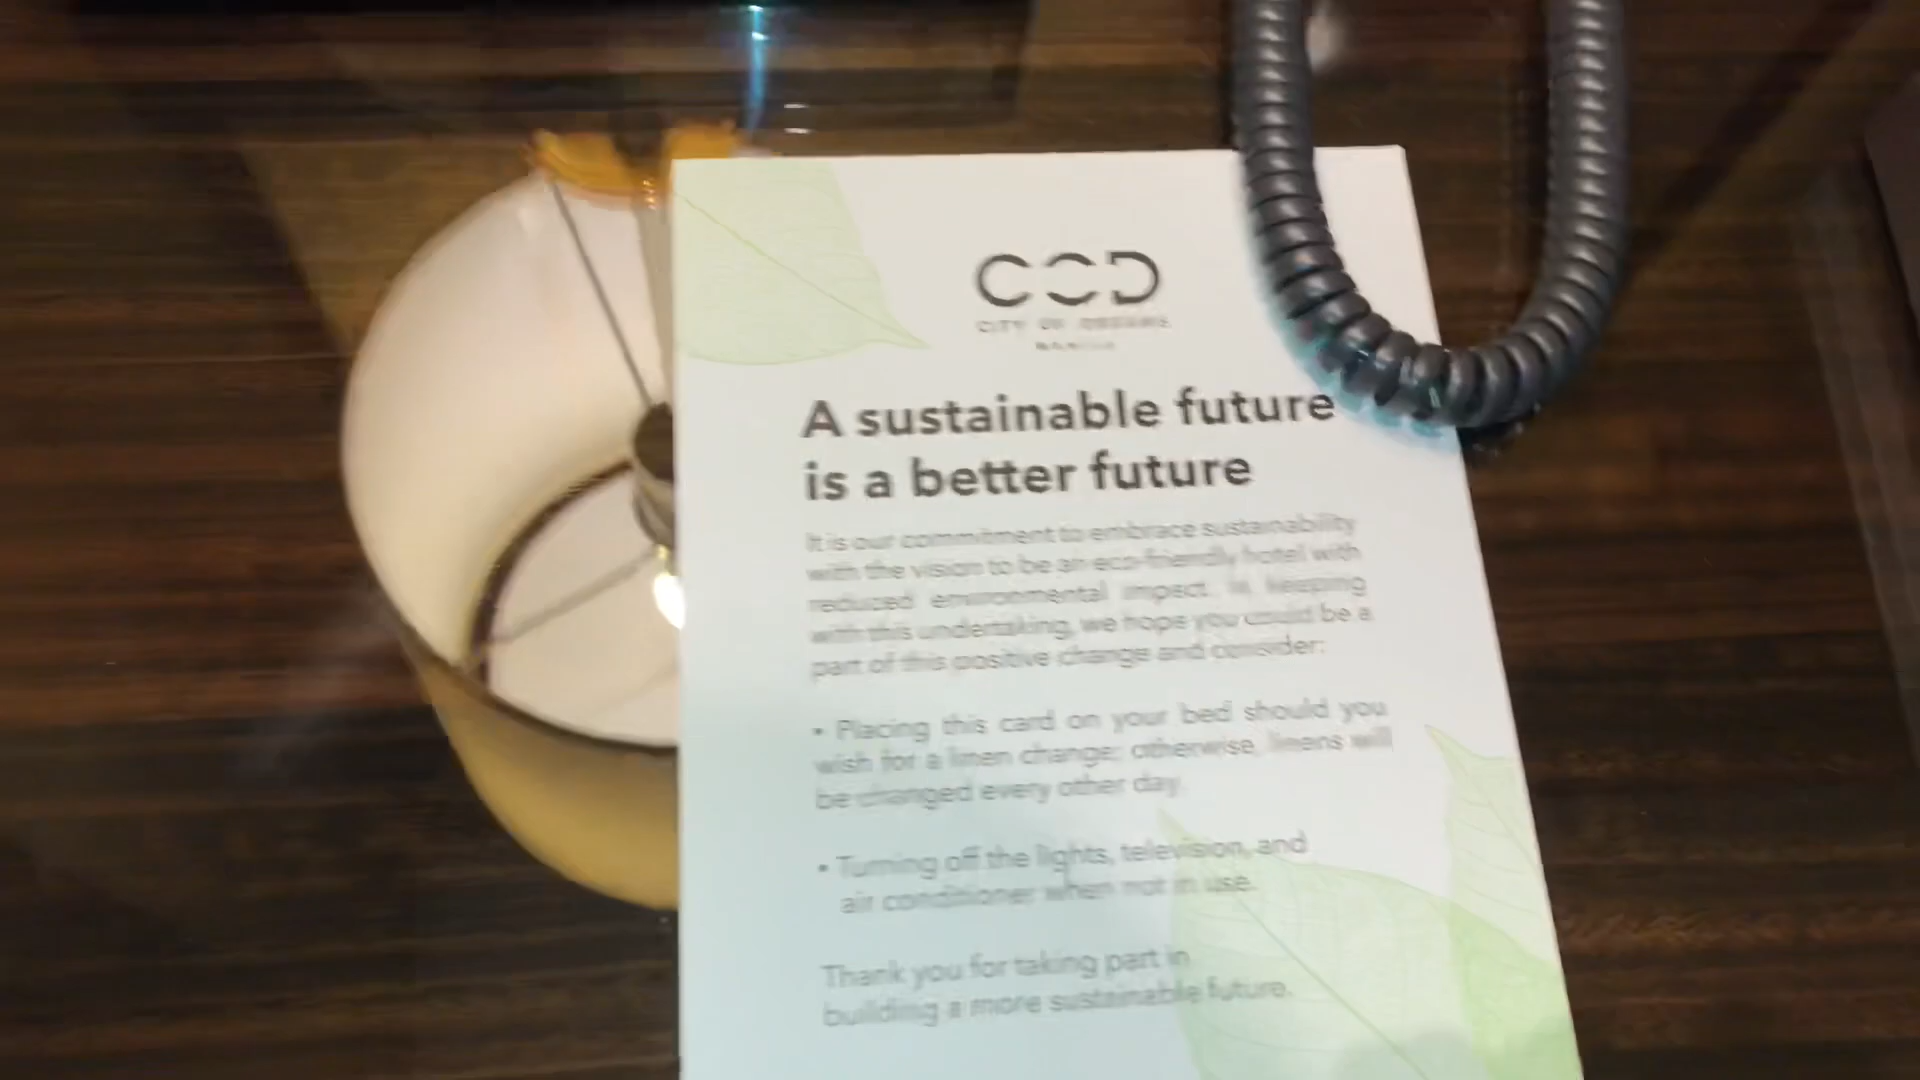 COD
CITY OF DREAMS
MANILA
A sustainable future
is a better future
It is our commitment to embrace sustainability
with the vision to be an eco-friendly hotel with
reduced environmental impact. In keeping
with this undertaking, we hope you could be a
part of this positive change and consider:
• Placing this card on your bed should you
wish for a linen change; otherwise, linens will
be changed every other day.
• Turning off the lights, television, and
air conditioner when not in use.
Thank you for taking part in
building a more sustainable future.